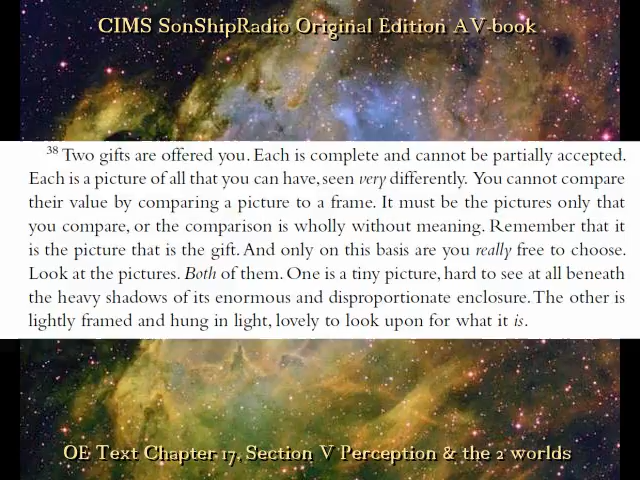 CIMS SonShipRadio Original Edition AV-book
38 Two gifts are offered you. Each is complete and cannot be partially accepted.
Each is a picture of all that you can have, seen very differently. You cannot compare
their value by comparing a picture to a frame. It must be the pictures only that
you compare, or the comparison is wholly without meaning. Remember that it
is the picture that is the gift. And only on this basis are you really free to choose.
Look at the pictures. Both of them. One is a tiny picture, hard to see at all beneath
the heavy shadows of its enormous and disproportionate enclosure. The other is
lightly framed and hung in light, lovely to look upon for what it is.
OE Text Chapter 17, Section V Perception & the 2 worlds